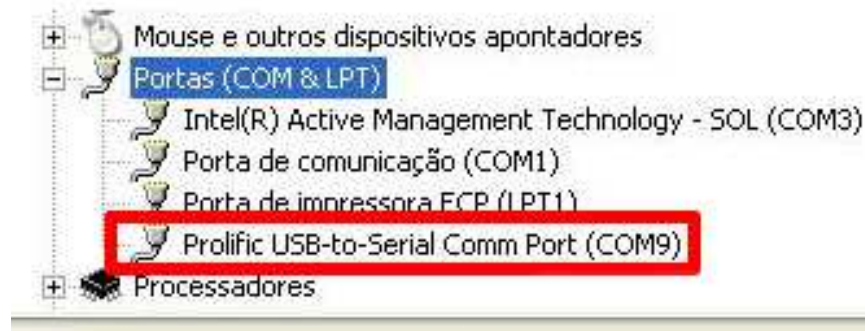 Mouse e outros dispositivos apontadores
Portas (COM & LPT)
Intel(R) Active Management Technology - SOL (COM3)
Porta de comunicação (COM1)
Porta de impressora ECP (LPT1)
Prolific USB-to-Serial Comm Port (COM9)
Processadores